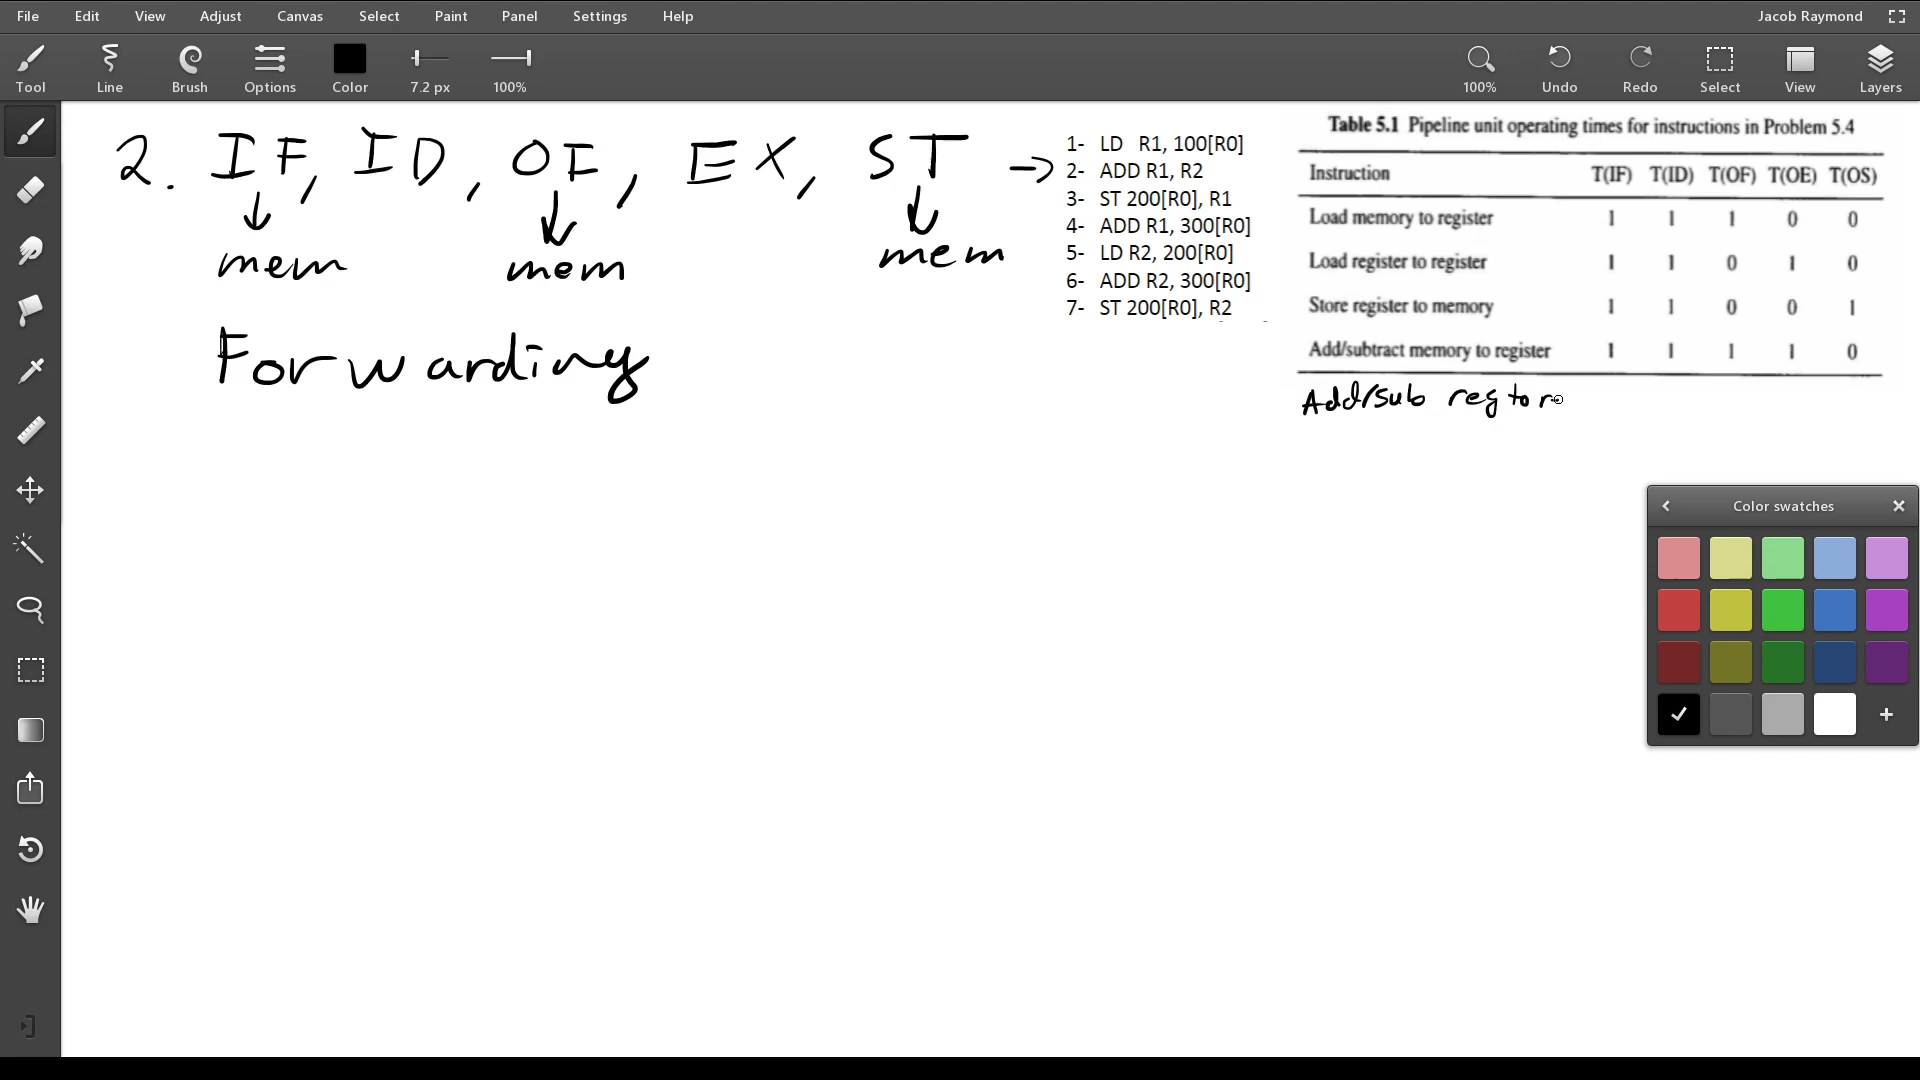 File Edit View Adjust Canvas Select Paint Panel Settings Help Jacob Raymond
Tool Line Brush Options Color 7.2 px 100% 100% Undo Redo Select View Layers
2. IF, ID, OF, EX, ST →
↓ mem ↓ mem ↓ mem
Forwarding
1- LD R1, 100[R0]
2- ADD R1, R2
3- ST 200[R0], R1
4- ADD R1, 300[R0]
5- LD R2, 200[R0]
6- ADD R2, 300[R0]
7- ST 200[R0], R2
Table 5.1 Pipeline unit operating times for instructions in Problem 5.4
Instruction T(IF) T(ID) T(OF) T(OE) T(OS)
Load memory to register 1 1 1 0 0
Load register to register 1 1 0 1 0
Store register to memory 1 1 0 0 1
Add/subtract memory to register 1 1 1 1 0
Add/sub reg to r
Color swatches